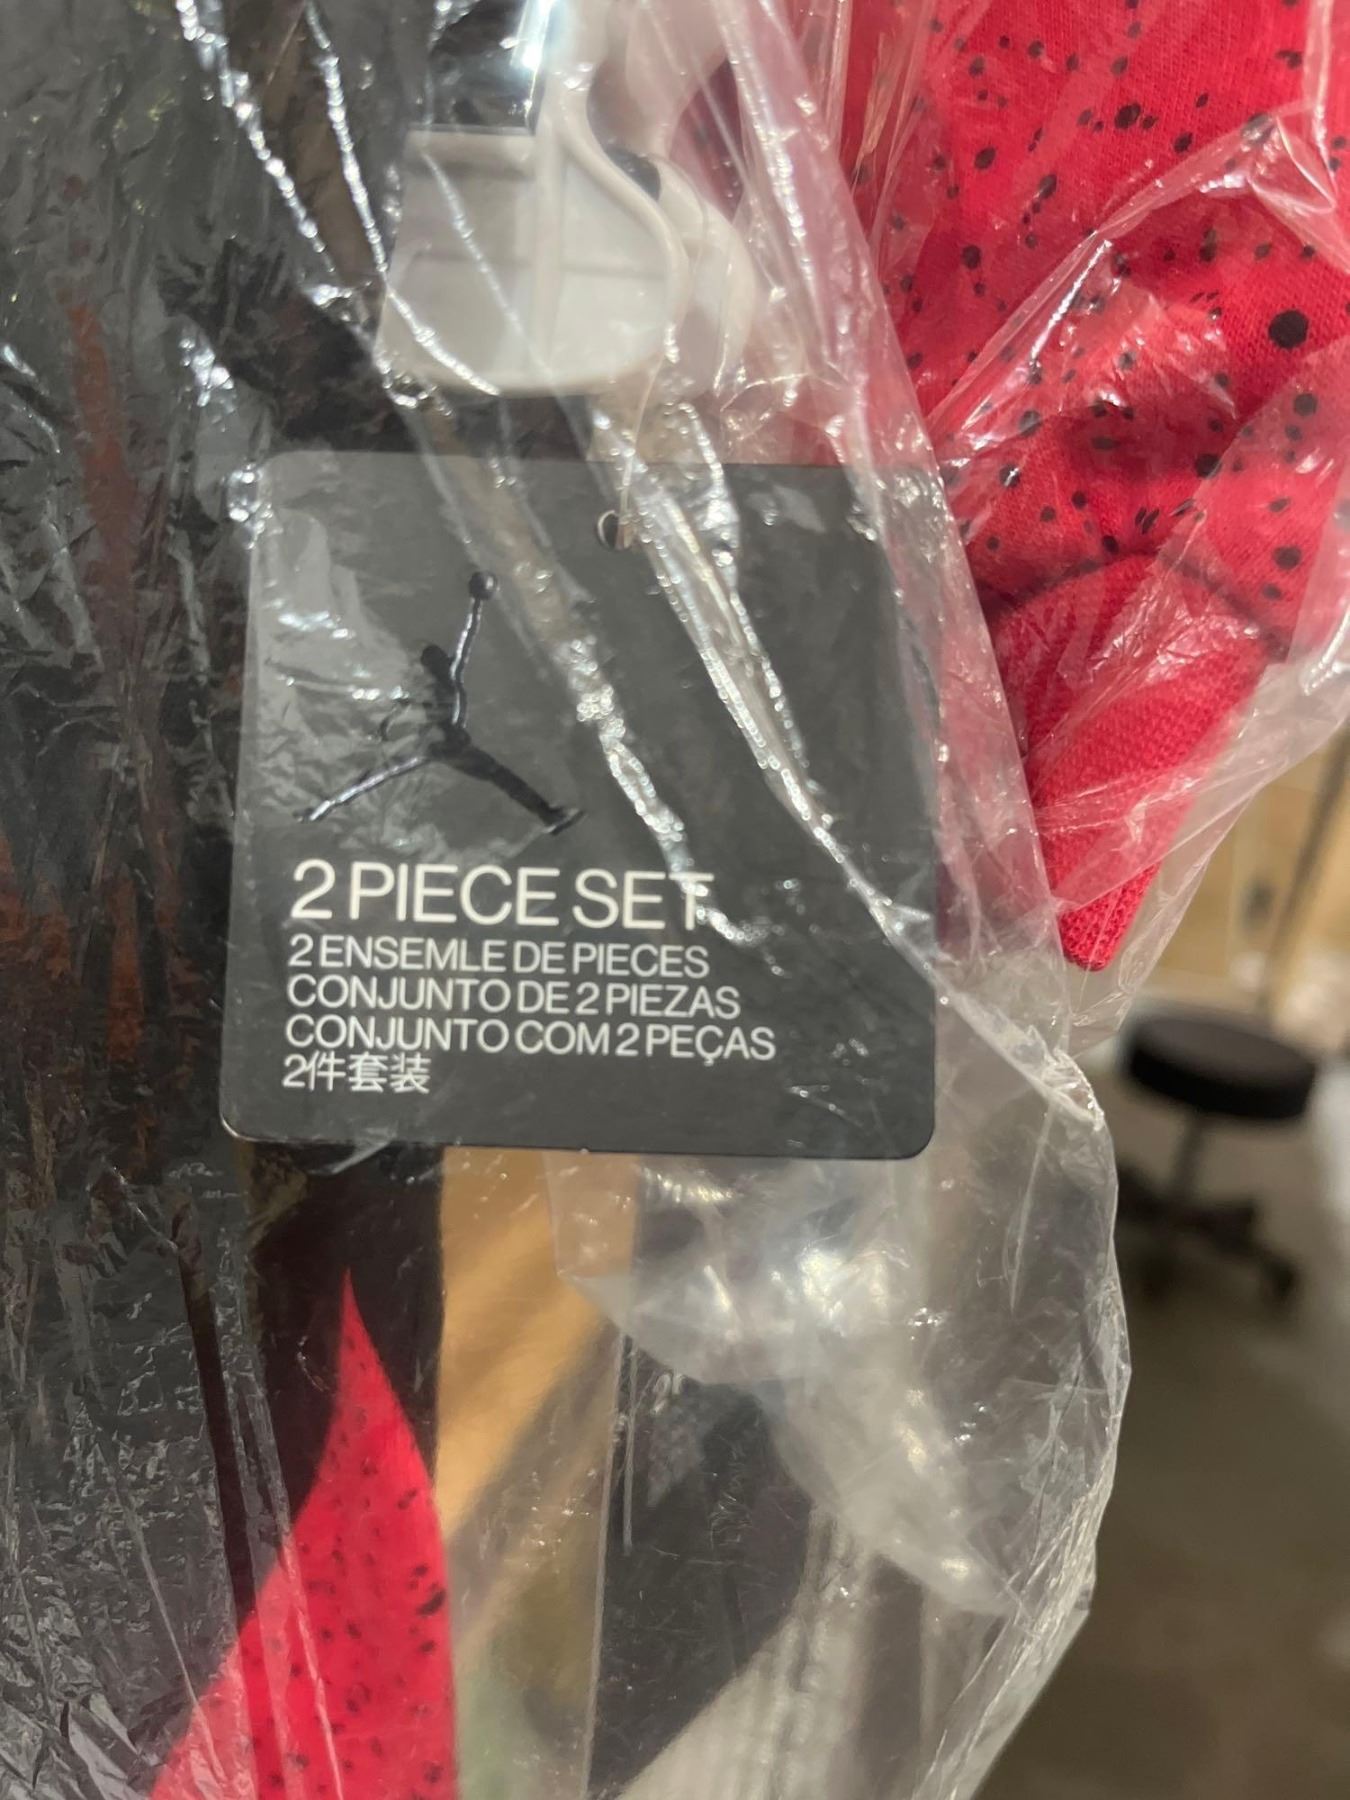 2 PIECE SET
2 ENSEMLE DE PIECES
CONJUNTO DE 2 PIEZAS
CONJUNTO COM 2 PEÇAS
2件套装